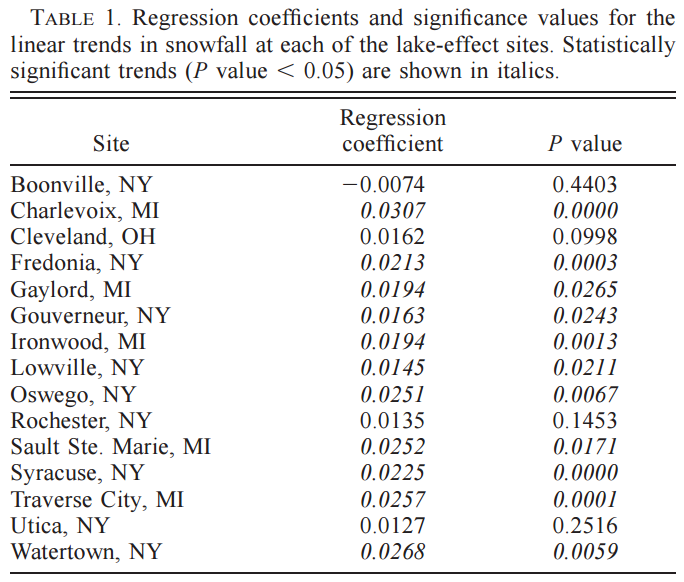 TABLE 1. Regression coefficients and significance values for the
linear trends in snowfall at each of the lake-effect sites. Statistically
significant trends (P value < 0.05) are shown in italics.
Regression
Site coefficient P value
Boonville, NY −0.0074 0.4403
Charlevoix, MI 0.0307 0.0000
Cleveland, OH 0.0162 0.0998
Fredonia, NY 0.0213 0.0003
Gaylord, MI 0.0194 0.0265
Gouverneur, NY 0.0163 0.0243
Ironwood, MI 0.0194 0.0013
Lowville, NY 0.0145 0.0211
Oswego, NY 0.0251 0.0067
Rochester, NY 0.0135 0.1453
Sault Ste. Marie, MI 0.0252 0.0171
Syracuse, NY 0.0225 0.0000
Traverse City, MI 0.0257 0.0001
Utica, NY 0.0127 0.2516
Watertown, NY 0.0268 0.0059